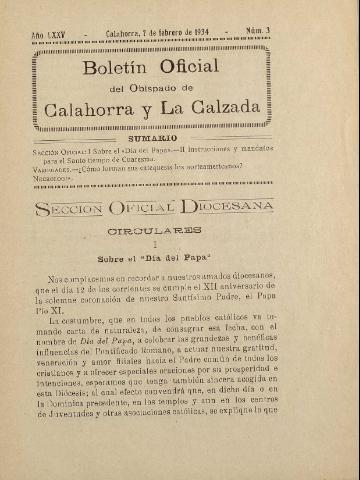 Año LXXV - Calahorra, 7 de febrero de 1934 - Núm. 3
Boletín Oficial
del Obispado de
Calahorra y La Calzada
SUMARIO
SECCIÓN OFICIAL: I Sobre el «Día del Papa».—II Instrucciones y mandatos
para el Santo tiempo de Cuaresma.
VARIEDADES.—¿Cómo forman sus catequesis los norteamericanos?
NECROLOGÍA.
SECCION OFICIAL DIOCESANA
CIRCULARES
I
Sobre el "Día del Papa"
Nos complacemos en recordar a nuestros amados diocesanos,
que el día 12 de los corrientes se cumple el XII aniversario de
la solemne coronación de nuestro Santísimo Padre, el Papa
Pío XI.
La costumbre, que en todos los pueblos católicos va to-
mando carta de naturaleza, de consagrar esa fecha, con el
nombre de Día del Papa, a celebrar las grandezas y benéficas
influencias del Pontificado Romano, a actuar nuestra gratitud,
veneración y amor filiales hacia el Padre común de todos los
cristianos y a ofrecer especiales oraciones por su prosperidad e
intenciones, esperamos que tenga también sincera acogida en
esta Diócesis; al cual efecto convendrá que, en dicho día o en
la Dominica precedente, en los templos y aun en los centros
de Juventudes y otras asociaciones católicas, se explique lo que